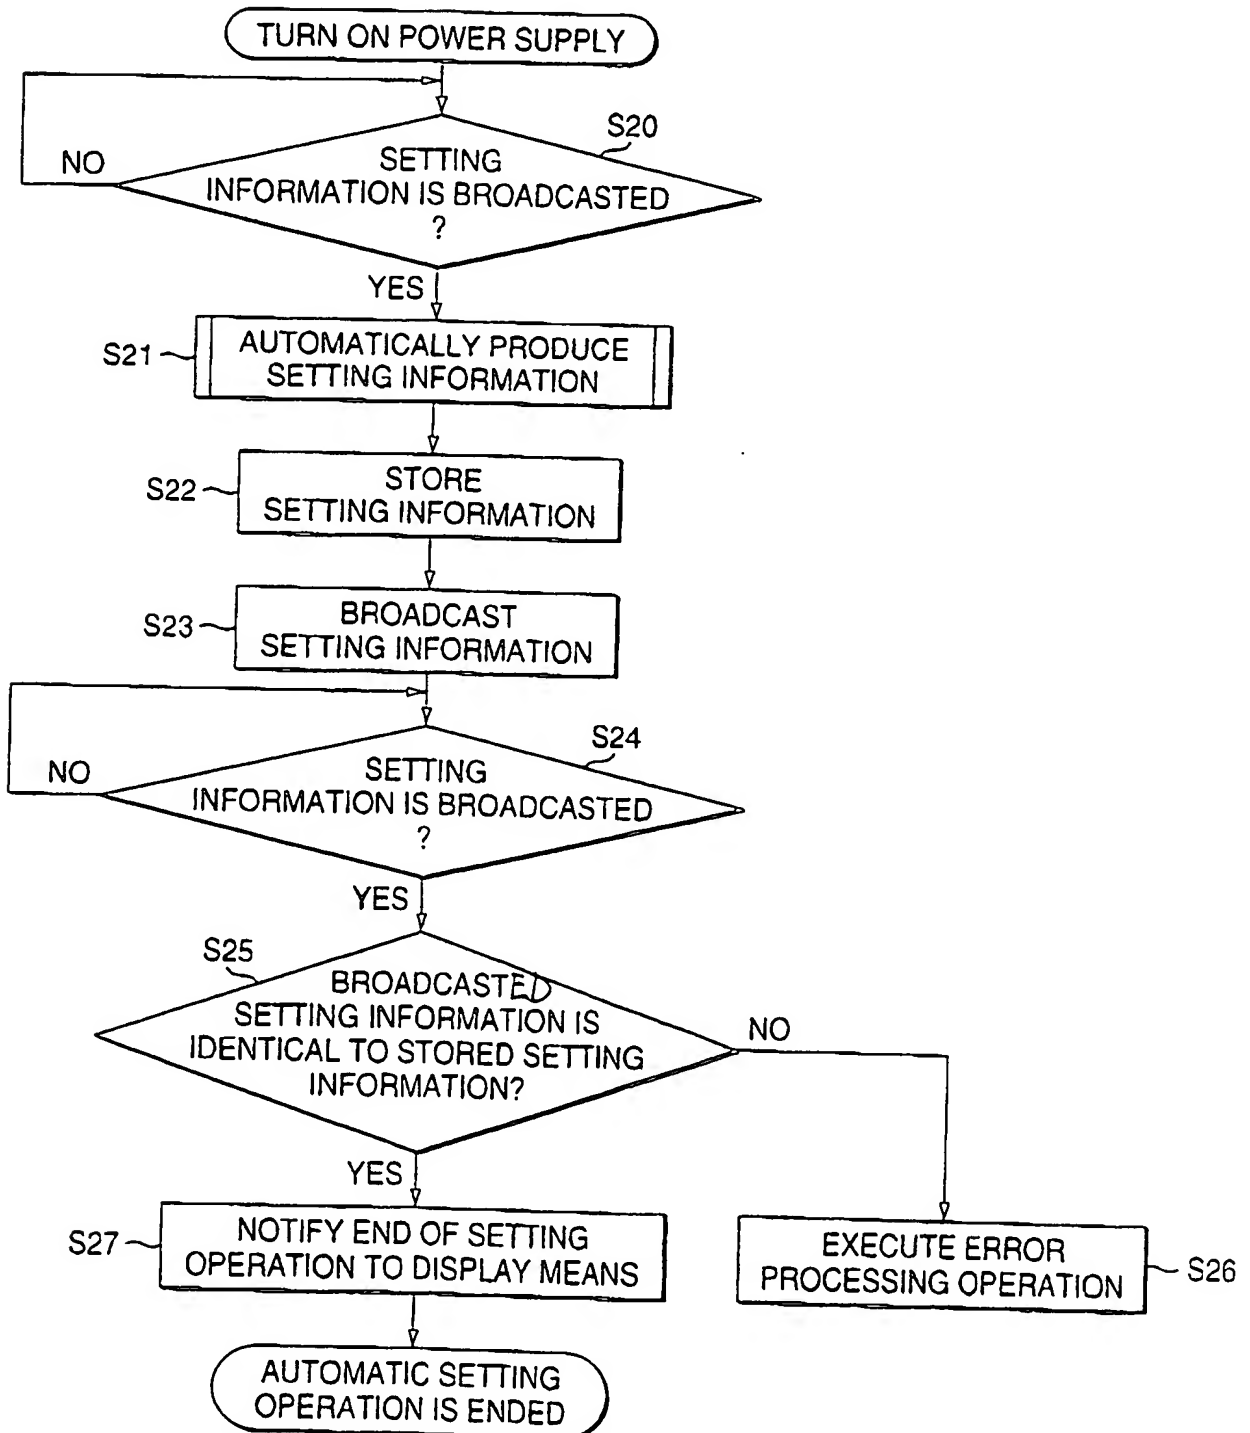 TURN ON POWER SUPPLY
S20
NO
SETTING
INFORMATION IS BROADCASTED
?
YES
S21
AUTOMATICALLY PRODUCE
SETTING INFORMATION
S22
STORE
SETTING INFORMATION
S23
BROADCAST
SETTING INFORMATION
S24
NO
SETTING
INFORMATION IS BROADCASTED
?
YES
S25
BROADCASTED
SETTING INFORMATION IS
IDENTICAL TO STORED SETTING
INFORMATION?
NO
YES
S27
NOTIFY END OF SETTING
OPERATION TO DISPLAY MEANS
EXECUTE ERROR
PROCESSING OPERATION
S26
AUTOMATIC SETTING
OPERATION IS ENDED